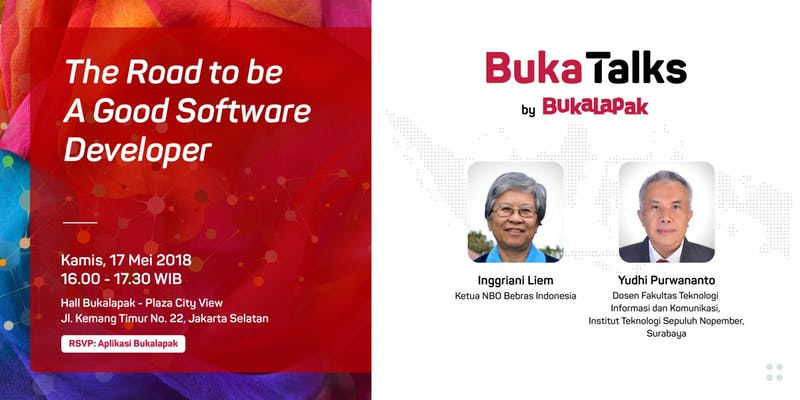 The Road to be
A Good Software
Developer
Kamis, 17 Mei 2018
16.00 - 17.30 WIB
Hall Bukalapak - Plaza City View
Jl. Kemang Timur No. 22, Jakarta Selatan
RSVP: Aplikasi Bukalapak
BukaTalks
by BukaLapak
Inggriani Liem
Ketua NBO Bebras Indonesia
Yudhi Purwananto
Dosen Fakultas Teknologi
Informasi dan Komunikasi,
Institut Teknologi Sepuluh Nopember,
Surabaya